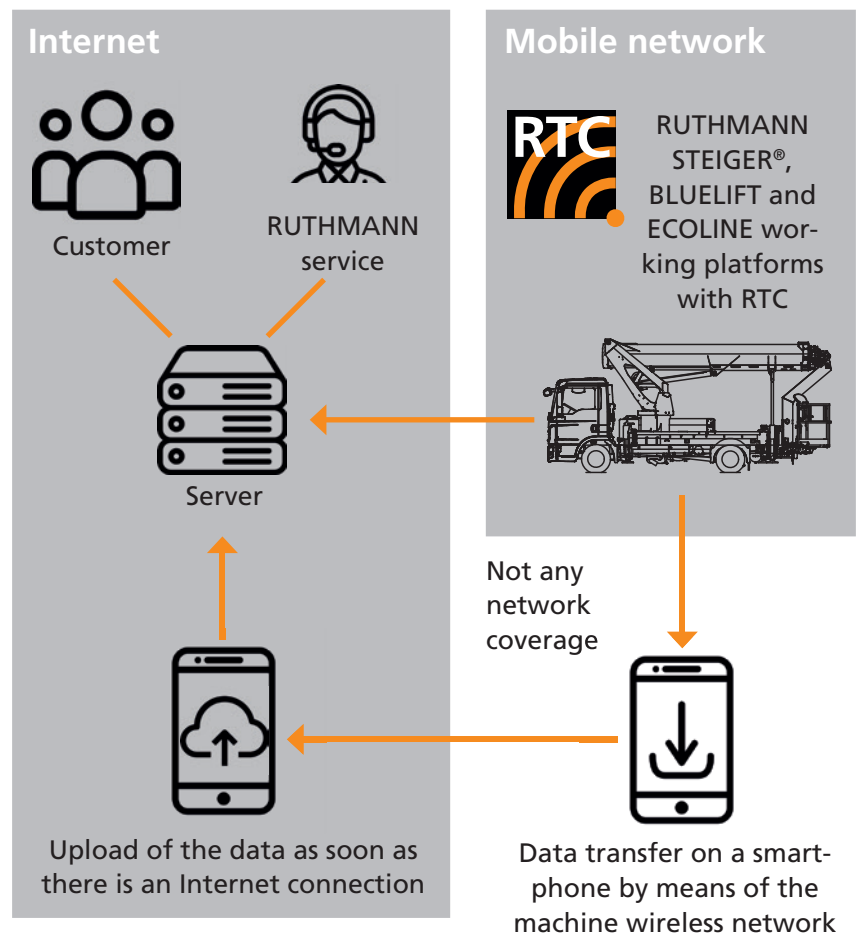 Internet
Customer
RUTHMANN
service
Server
Upload of the data as soon as
there is an Internet connection
Mobile network
RTC
RUTHMANN
STEIGER®,
BLUELIFT and
ECOLINE wor-
king platforms
with RTC
Not any
network
coverage
Data transfer on a smart-
phone by means of the
machine wireless network